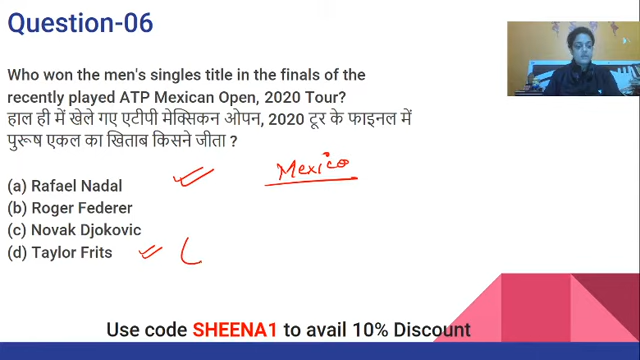 Question-06
Who won the men's singles title in the finals of the
recently played ATP Mexican Open, 2020 Tour?
हाल ही में खेले गए एटीपी मेक्सिकन ओपन, 2020 टूर के फाइनल में
पुरूष एकल का खिताब किसने जीता ?
Mexico
(a) Rafael Nadal
(b) Roger Federer
(c) Novak Djokovic
(d) Taylor Frits
Use code SHEENA1 to avail 10% Discount